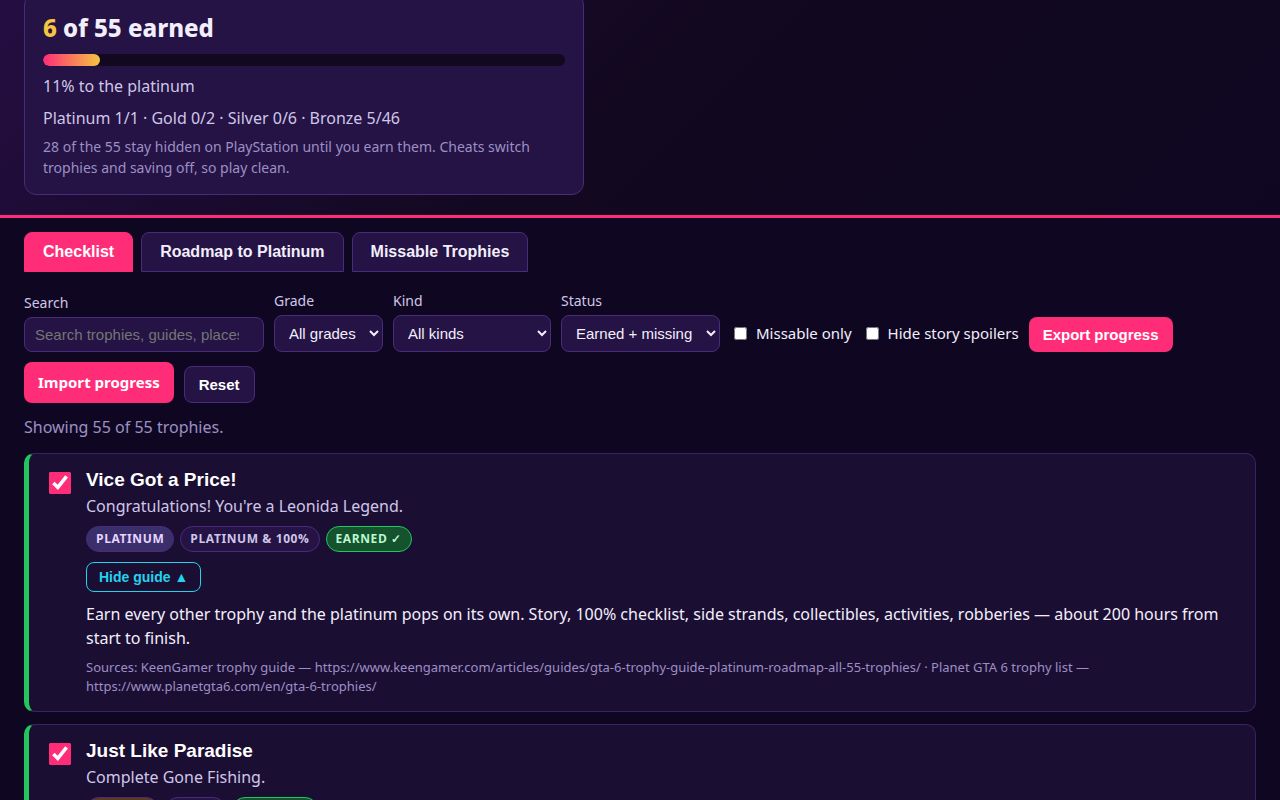 6 of 55 earned
11% to the platinum
Platinum 1/1 · Gold 0/2 · Silver 0/6 · Bronze 5/46
28 of the 55 stay hidden on PlayStation until you earn them. Cheats switch
trophies and saving off, so play clean.
Checklist
Roadmap to Platinum
Missable Trophies
Search
Grade
Kind
Status
Search trophies, guides, places
All grades
All kinds
Earned + missing
Missable only
Hide story spoilers
Export progress
Import progress
Reset
Showing 55 of 55 trophies.
Vice Got a Price!
Congratulations! You're a Leonida Legend.
PLATINUM
PLATINUM & 100%
EARNED ✓
Hide guide ▲
Earn every other trophy and the platinum pops on its own. Story, 100% checklist, side strands, collectibles, activities, robberies — about 200 hours from
start to finish.
Sources: KeenGamer trophy guide — https://www.keengamer.com/articles/guides/gta-6-trophy-guide-platinum-roadmap-all-55-trophies/ · Planet GTA 6 trophy list —
https://www.planetgta6.com/en/gta-6-trophies/
Just Like Paradise
Complete Gone Fishing.